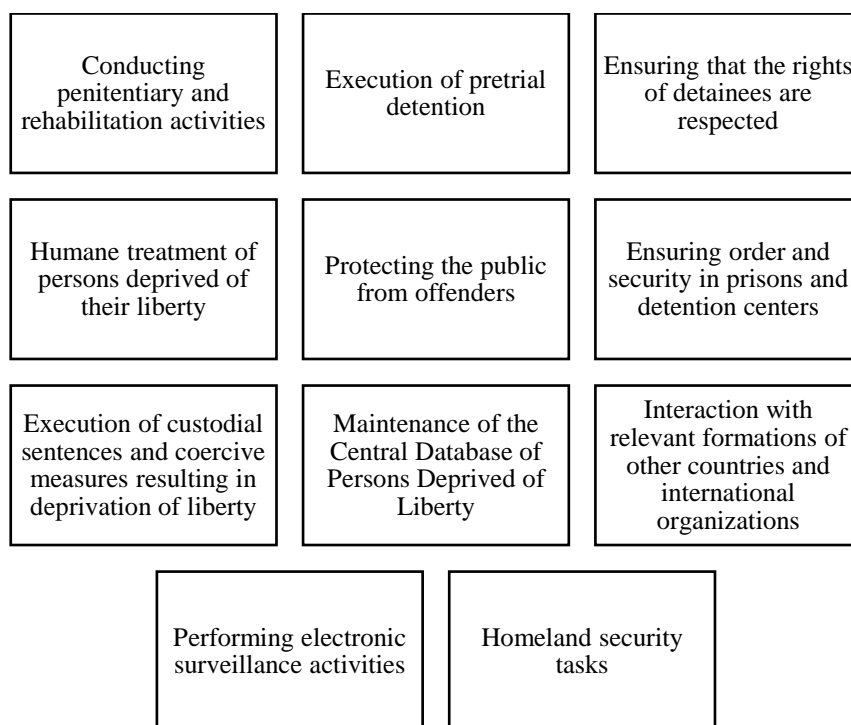 Conducting
penitentiary and
rehabilitation activities
Execution of pretrial
detention
Ensuring that the rights
of detainees are
respected
Humane treatment of
persons deprived of
their liberty
Protecting the public
from offenders
Ensuring order and
security in prisons and
detention centers
Execution of custodial
sentences and coercive
measures resulting in
deprivation of liberty
Maintenance of the
Central Database of
Persons Deprived of
Liberty
Interaction with
relevant formations of
other countries and
international
organizations
Performing electronic
surveillance activities
Homeland security
tasks